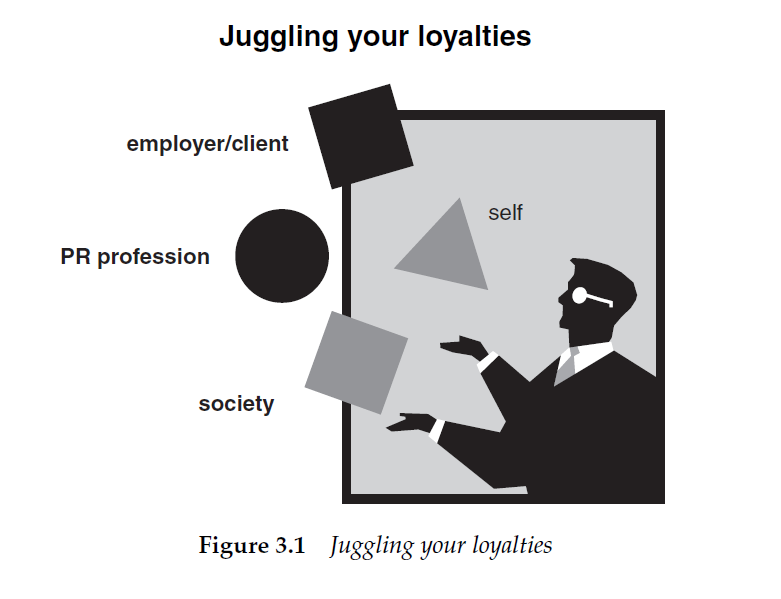 Juggling your loyalties
employer/client
self
PR profession
society
Figure 3.1 Juggling your loyalties